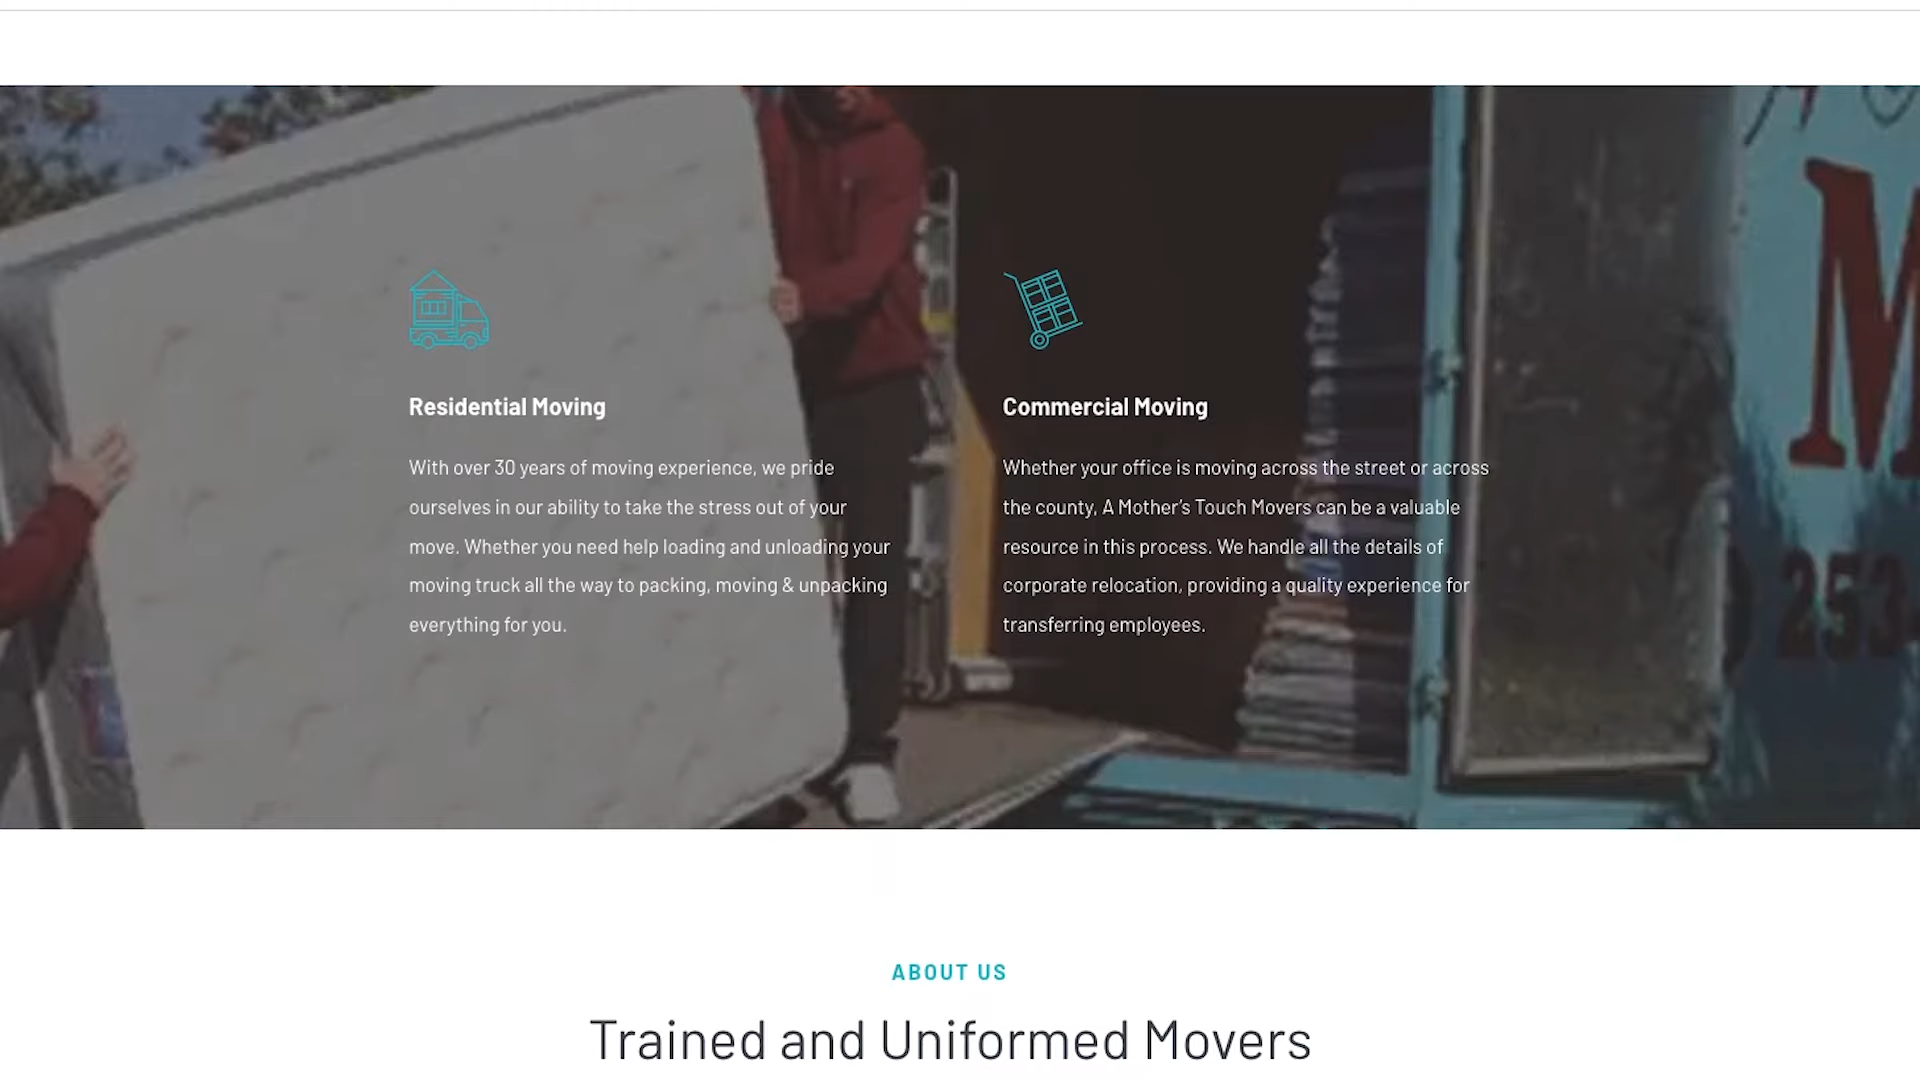 Residential Moving
With over 30 years of moving experience, we pride
ourselves in our ability to take the stress out of your
move. Whether you need help loading and unloading your
moving truck all the way to packing, moving & unpacking
everything for you.
Commercial Moving
Whether your office is moving across the street or across
the county, A Mother’s Touch Movers can be a valuable
resource in this process. We handle all the details of
corporate relocation, providing a quality experience for
transferring employees.
M
253
ABOUT US
Trained and Uniformed Movers